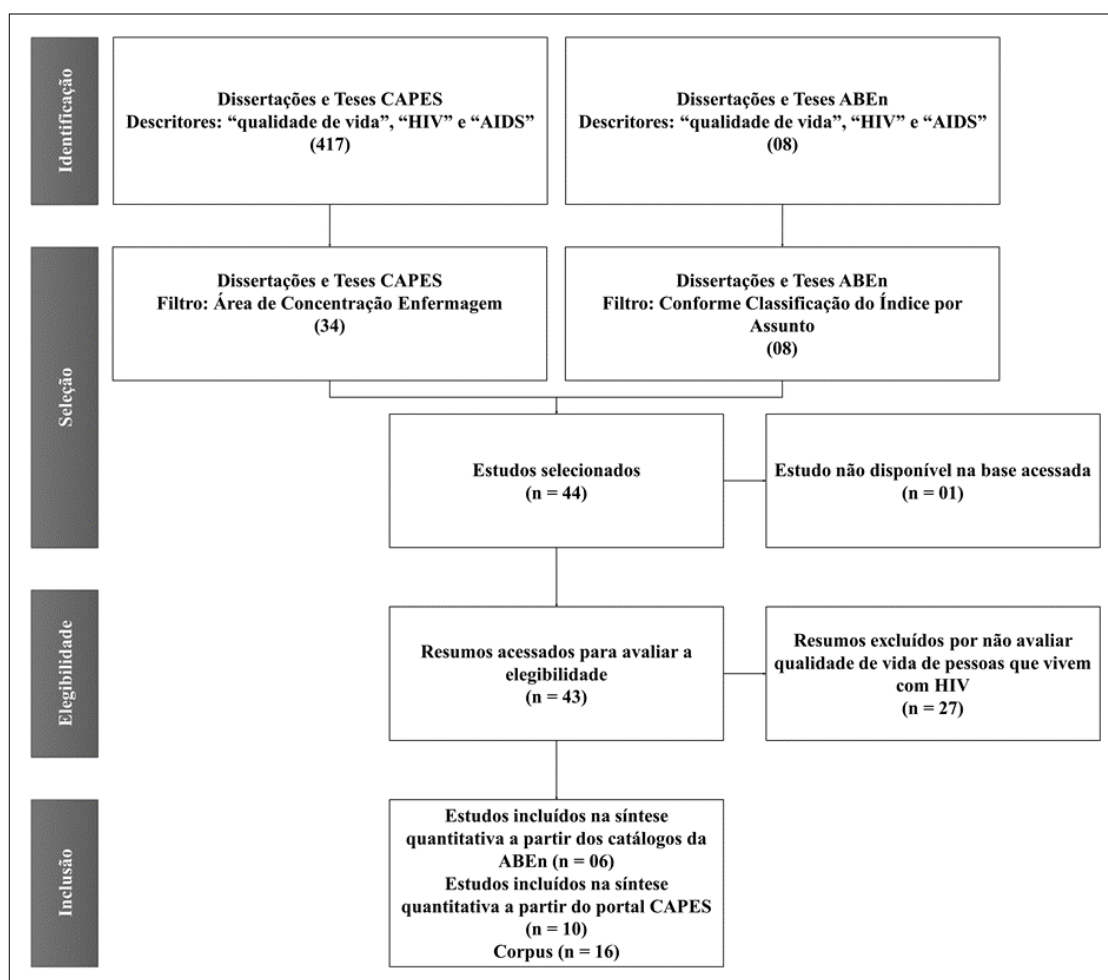 Identificação
Dissertações e Teses CAPES
Descritores: “qualidade de vida”, “HIV” e “AIDS”
(417)
Dissertações e Teses ABEn
Descritores: “qualidade de vida”, “HIV” e “AIDS”
(08)
Seleção
Dissertações e Teses CAPES
Filtro: Área de Concentração Enfermagem
(34)
Dissertações e Teses ABEn
Filtro: Conforme Classificação do Índice por
Assunto
(08)
Estudos selecionados
(n = 44)
Estudo não disponível na base acessada
(n = 01)
Elegibilidade
Resumos acessados para avaliar a
elegibilidade
(n = 43)
Resumos excluídos por não avaliar
qualidade de vida de pessoas que vivem
com HIV
(n = 27)
Inclusão
Estudos incluídos na síntese
quantitativa a partir dos catálogos da
ABEn (n = 06)
Estudos incluídos na síntese
quantitativa a partir do portal CAPES
(n = 10)
Corpus (n = 16)